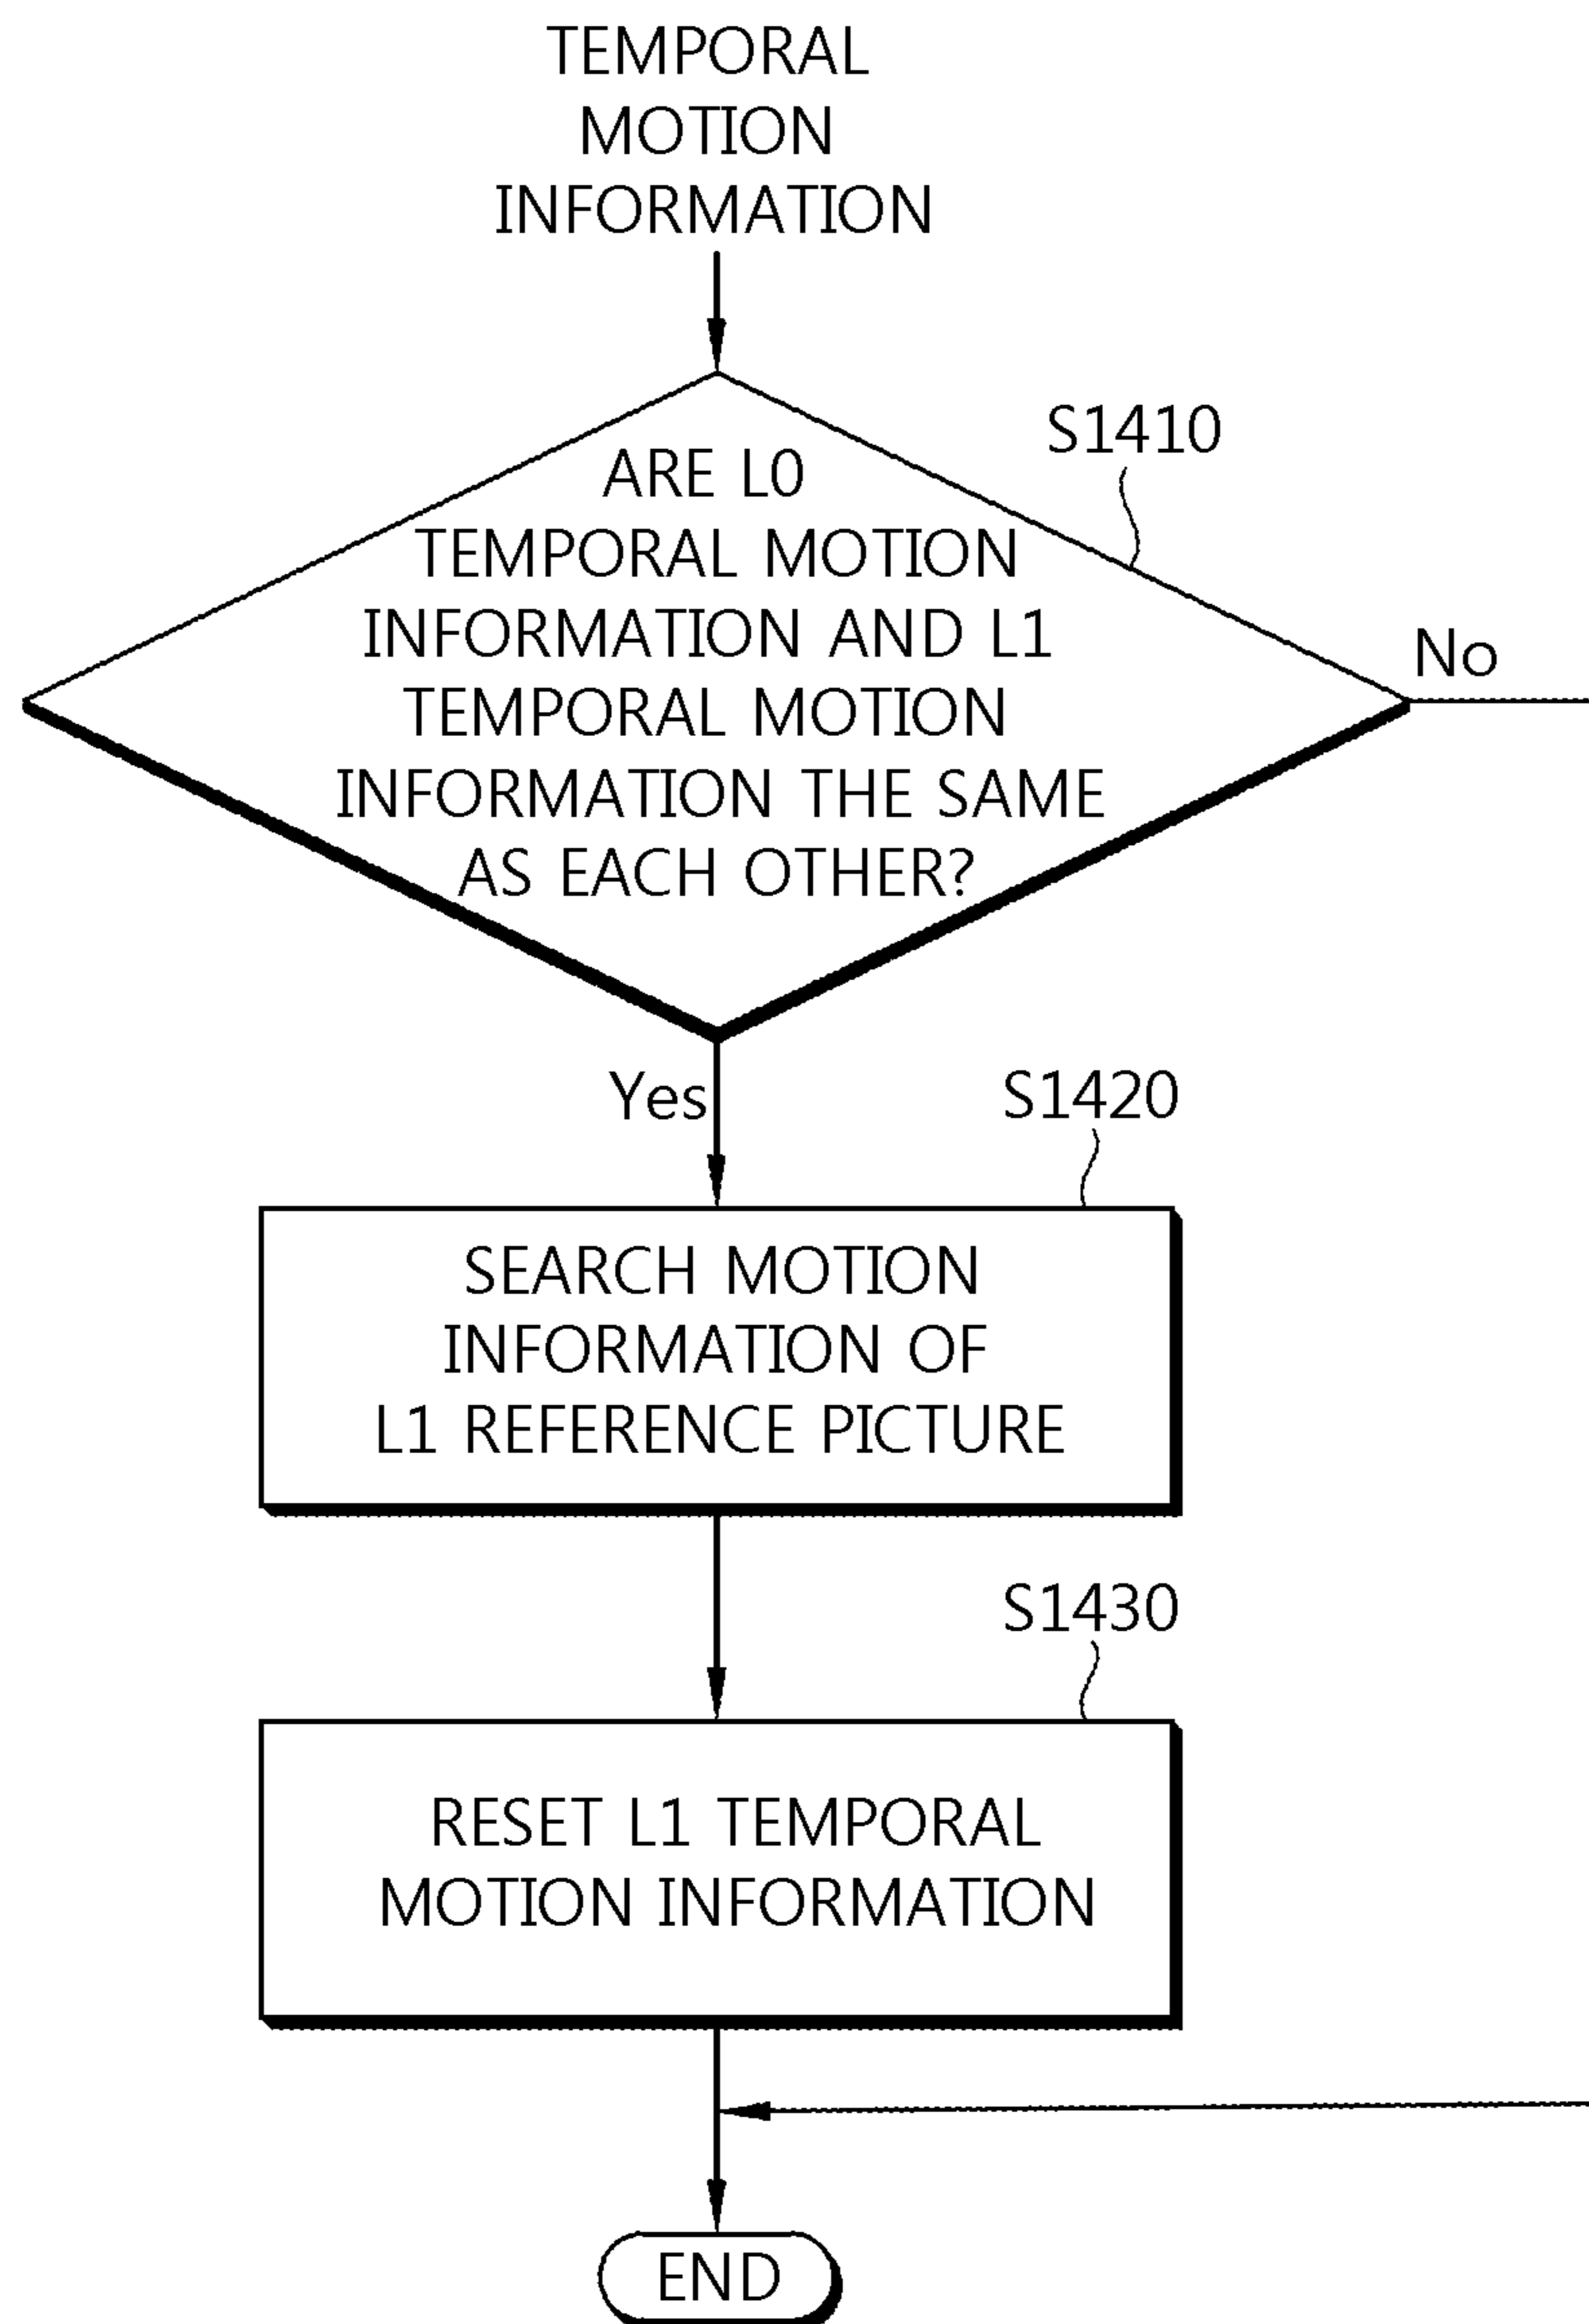 TEMPORAL
MOTION
INFORMATION
S1410
ARE L0
TEMPORAL MOTION
INFORMATION AND L1
TEMPORAL MOTION
INFORMATION THE SAME
AS EACH OTHER?
No
Yes
S1420
SEARCH MOTION
INFORMATION OF
L1 REFERENCE PICTURE
S1430
RESET L1 TEMPORAL
MOTION INFORMATION
END